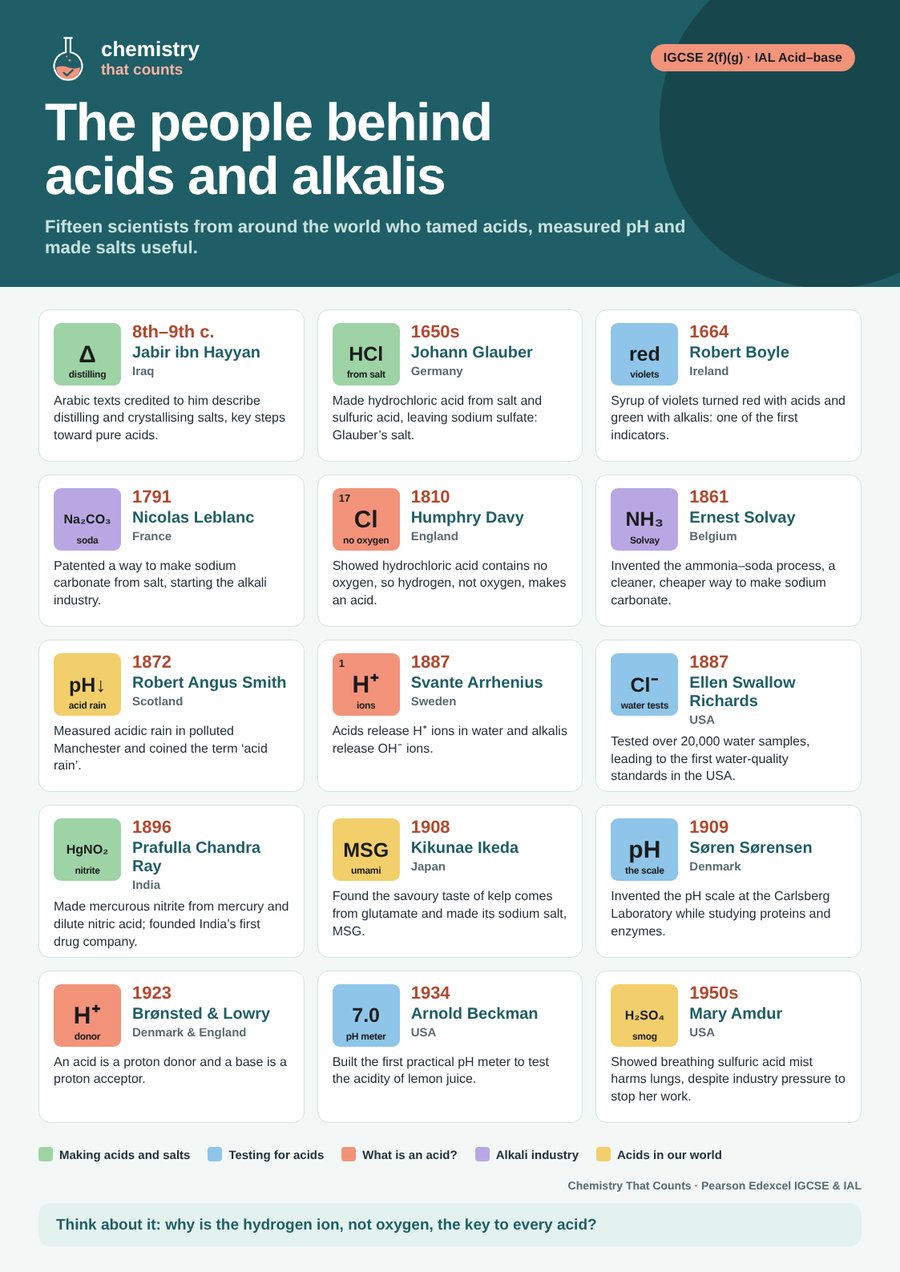 chemistry
that counts
IGCSE 2(f)(g) · IAL Acid–base
The people behind
acids and alkalis
Fifteen scientists from around the world who tamed acids, measured pH and
made salts useful.
Δ
distilling
8th–9th c.
Jabir ibn Hayyan
Iraq
Arabic texts credited to him describe
distilling and crystallising salts, key steps
toward pure acids.
HCl
from salt
1650s
Johann Glauber
Germany
Made hydrochloric acid from salt and
sulfuric acid, leaving sodium sulfate:
Glauber’s salt.
red
violets
1664
Robert Boyle
Ireland
Syrup of violets turned red with acids and
green with alkalis: one of the first
indicators.
Na₂CO₃
soda
1791
Nicolas Leblanc
France
Patented a way to make sodium
carbonate from salt, starting the alkali
industry.
17
Cl
no oxygen
1810
Humphry Davy
England
Showed hydrochloric acid contains no
oxygen, so hydrogen, not oxygen, makes
an acid.
NH₃
Solvay
1861
Ernest Solvay
Belgium
Invented the ammonia–soda process, a
cleaner, cheaper way to make sodium
carbonate.
pH↓
acid rain
1872
Robert Angus Smith
Scotland
Measured acidic rain in polluted
Manchester and coined the term ‘acid
rain’.
1
H⁺
ions
1887
Svante Arrhenius
Sweden
Acids release H⁺ ions in water and alkalis
release OH⁻ ions.
Cl⁻
water tests
1887
Ellen Swallow
Richards
USA
Tested over 20,000 water samples,
leading to the first water-quality
standards in the USA.
HgNO₂
nitrite
1896
Prafulla Chandra
Ray
India
Made mercurous nitrite from mercury and
dilute nitric acid; founded India’s first
drug company.
MSG
umami
1908
Kikunae Ikeda
Japan
Found the savoury taste of kelp comes
from glutamate and made its sodium salt,
MSG.
pH
the scale
1909
Søren Sørensen
Denmark
Invented the pH scale at the Carlsberg
Laboratory while studying proteins and
enzymes.
H⁺
donor
1923
Brønsted & Lowry
Denmark & England
An acid is a proton donor and a base is a
proton acceptor.
7.0
pH meter
1934
Arnold Beckman
USA
Built the first practical pH meter to test
the acidity of lemon juice.
H₂SO₄
smog
1950s
Mary Amdur
USA
Showed breathing sulfuric acid mist
harms lungs, despite industry pressure to
stop her work.
Making acids and salts
Testing for acids
What is an acid?
Alkali industry
Acids in our world
Chemistry That Counts · Pearson Edexcel IGCSE & IAL
Think about it: why is the hydrogen ion, not oxygen, the key to every acid?